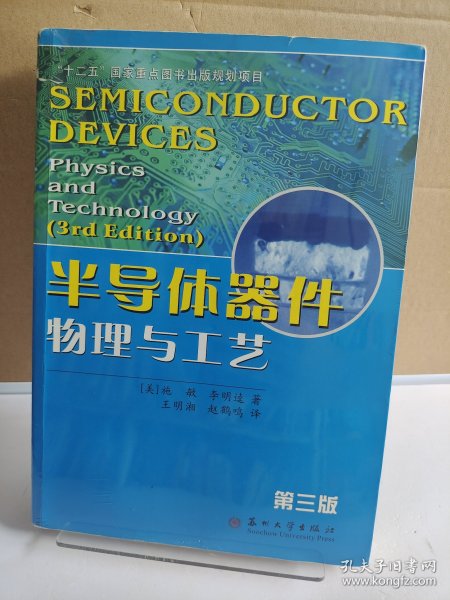 “十二五”国家重点图书出版规划项目
SEMICONDUCTOR
DEVICES
Physics
and
Technology
(3rd Edition)
半导体器件
物理与工艺
[美]施 敏 李明逵 著
王明湘 赵鹤鸣 译
第三版
苏州大学出版社
Soochow University Press
孔夫子旧书网
www.kongfz.com